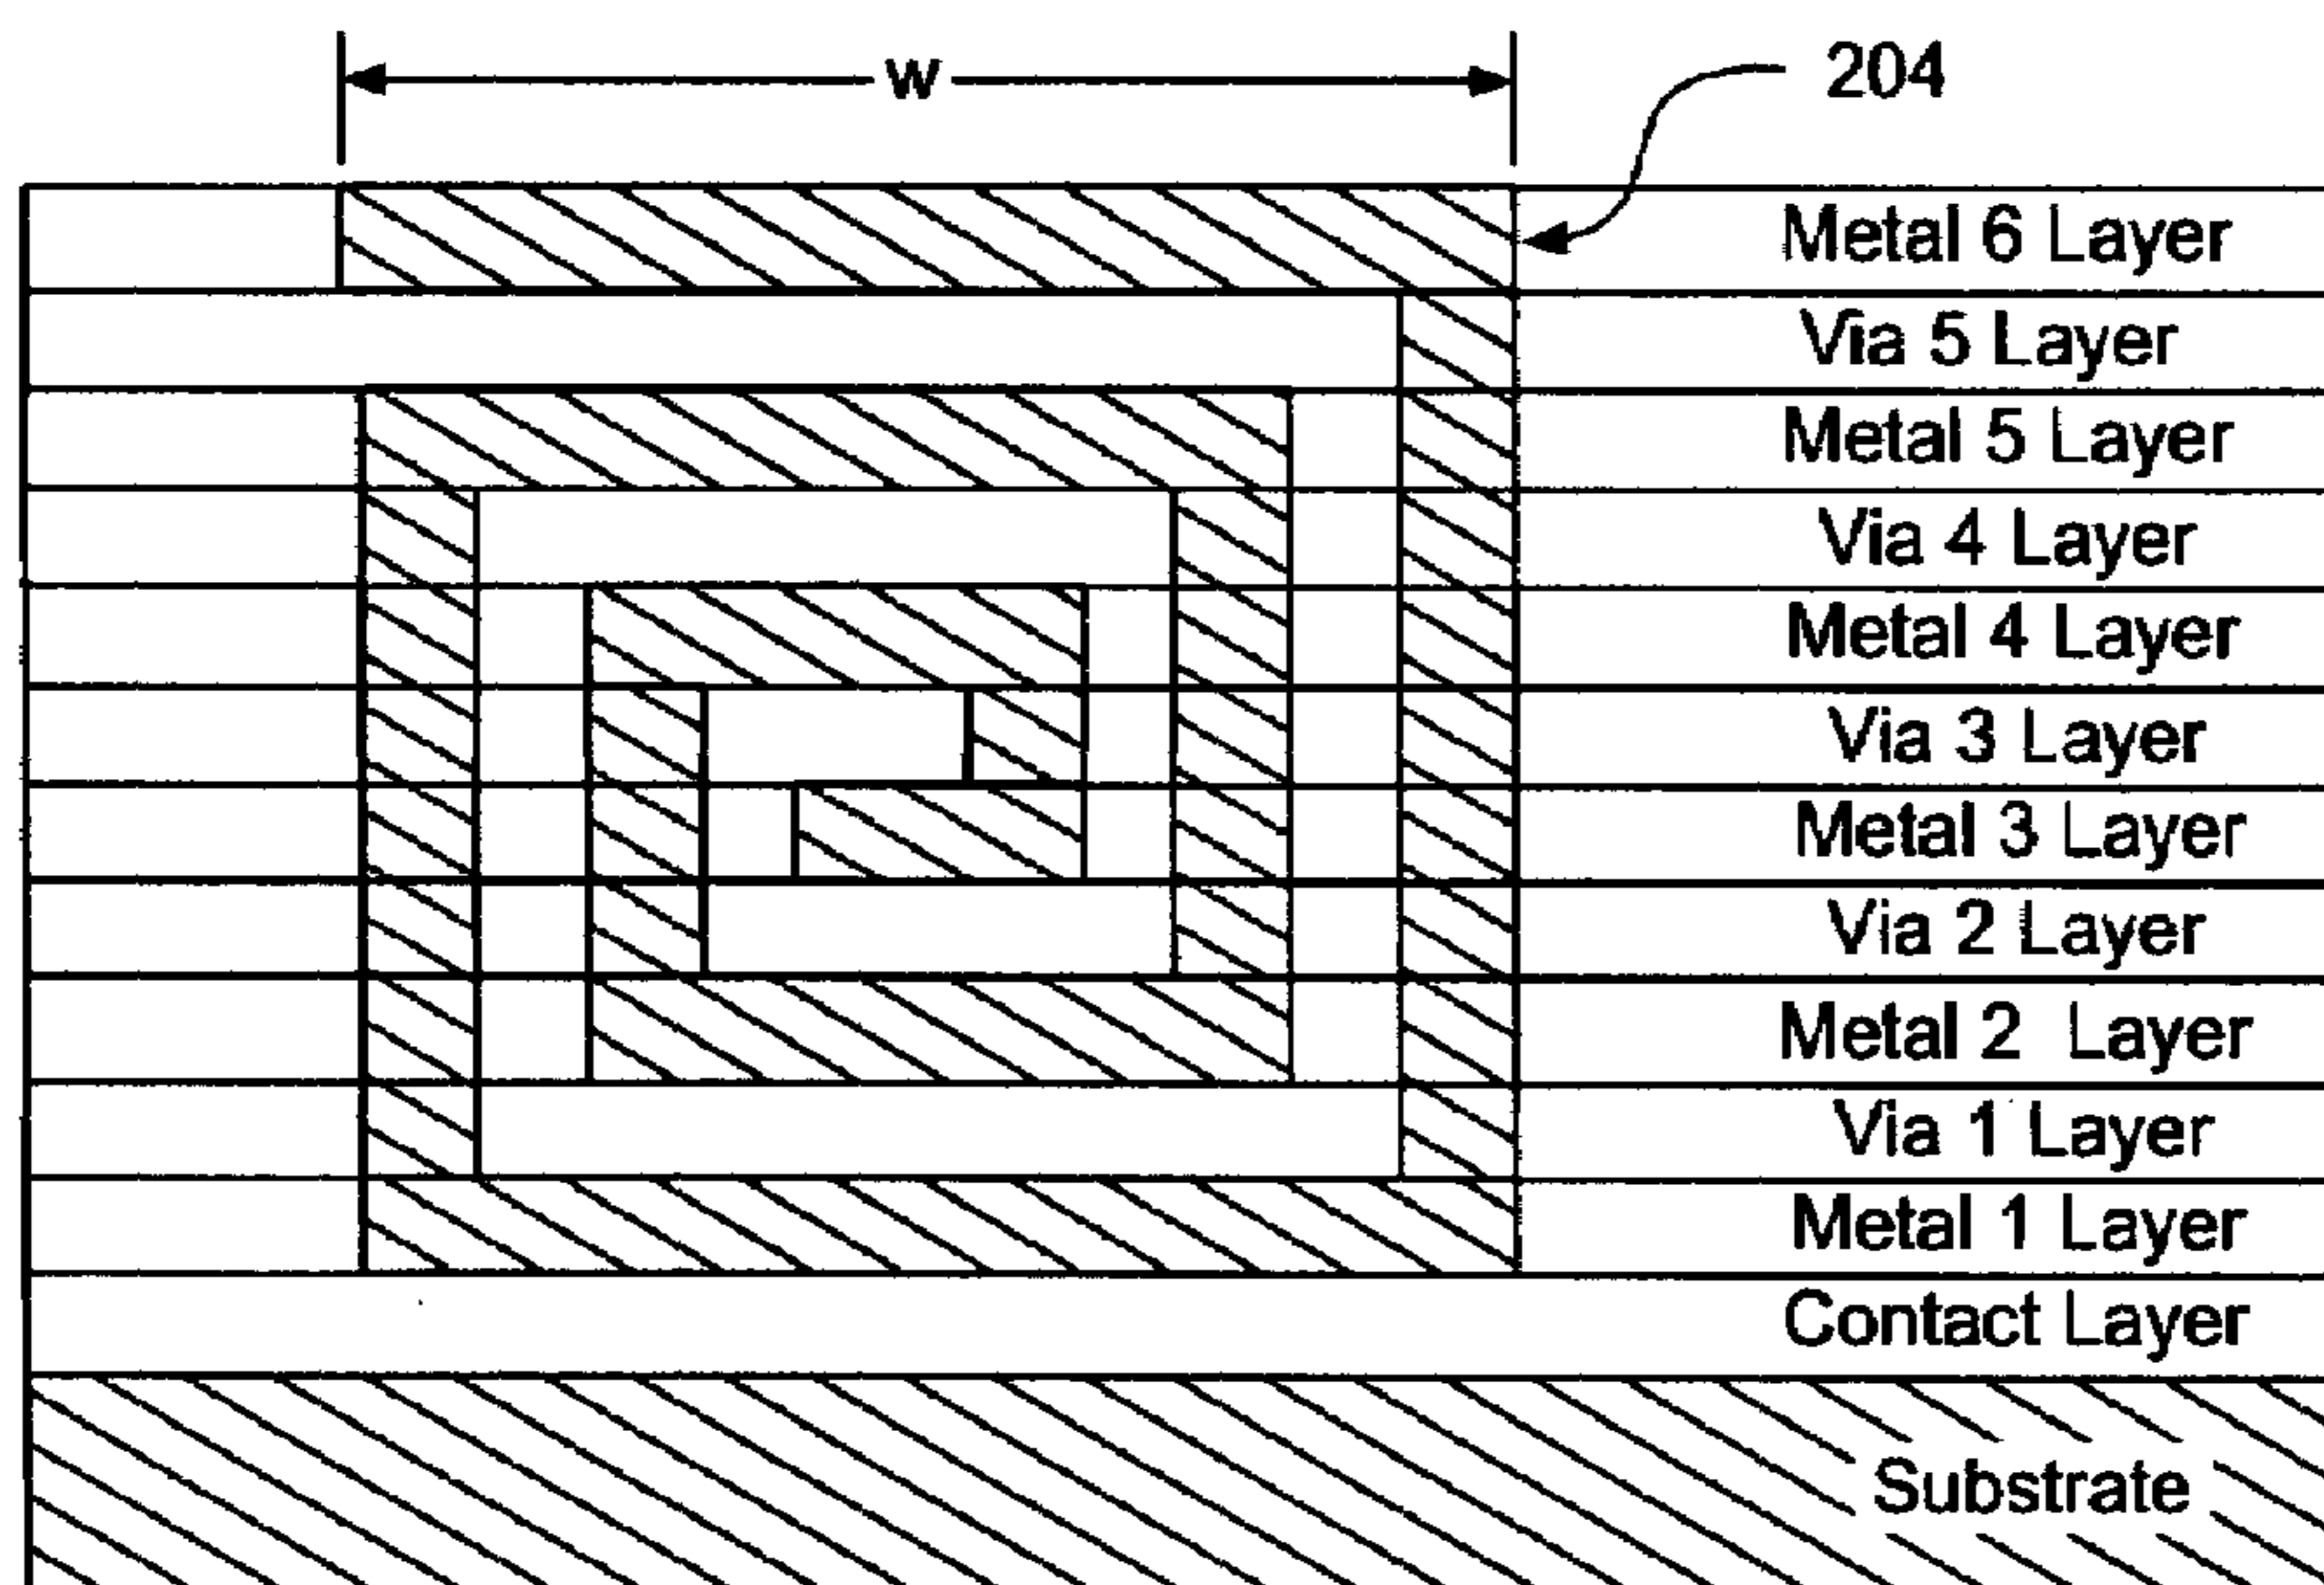 w
204
Metal 6 Layer
Via 5 Layer
Metal 5 Layer
Via 4 Layer
Metal 4 Layer
Via 3 Layer
Metal 3 Layer
Via 2 Layer
Metal 2 Layer
Via 1 Layer
Metal 1 Layer
Contact Layer
Substrate